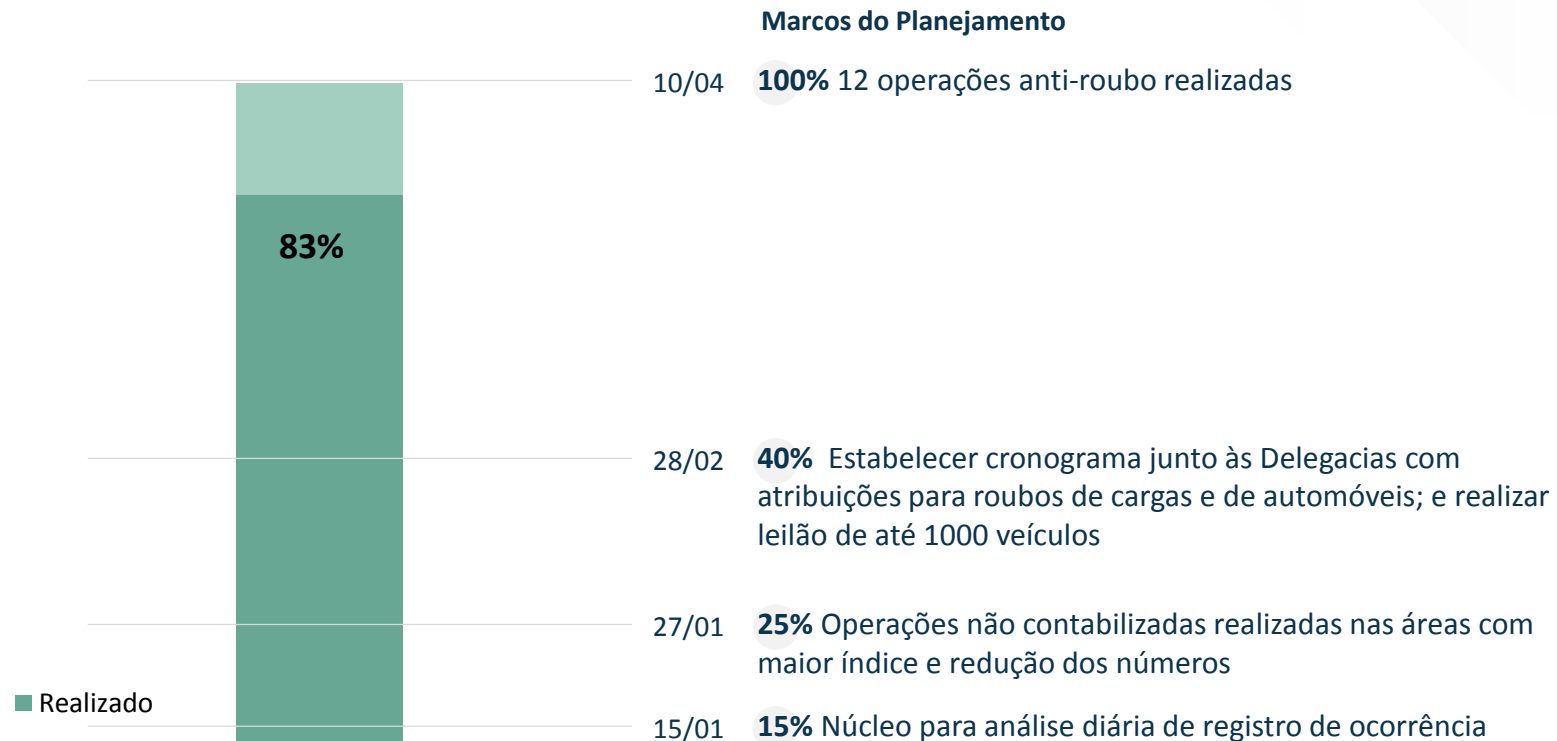 Marcos do Planejamento
10/04 100% 12 operações anti-roubo realizadas
83%
28/02 40% Estabelecer cronograma junto às Delegacias com
atribuições para roubos de cargas e de automóveis; e realizar
leilão de até 1000 veículos
27/01 25% Operações não contabilizadas realizadas nas áreas com
maior índice e redução dos números
Realizado
15/01 15% Núcleo para análise diária de registro de ocorrência